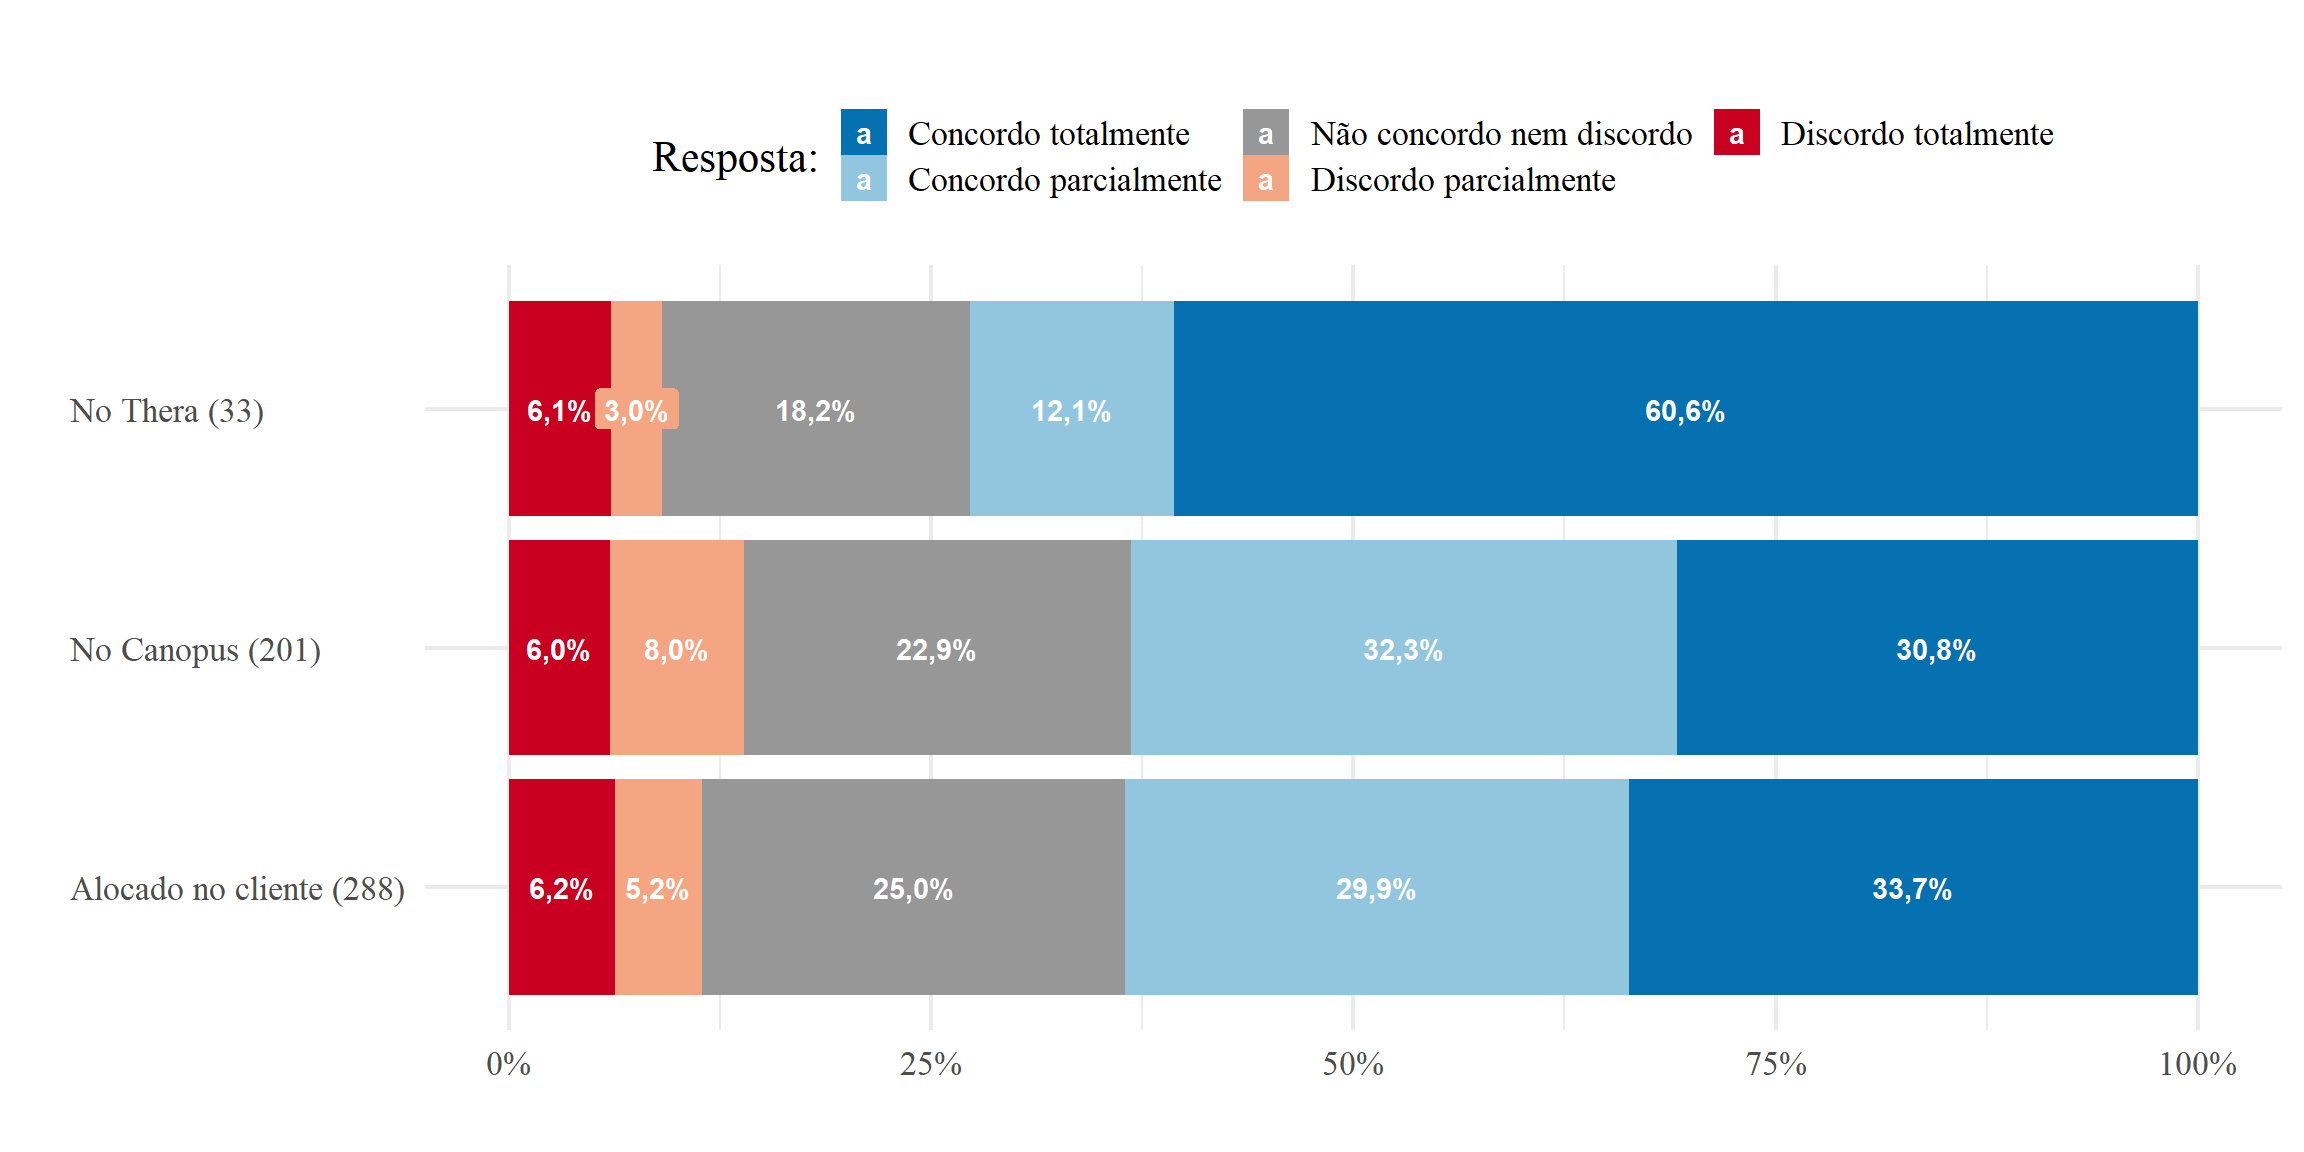 Resposta:
a Concordo totalmente
a Concordo parcialmente
a Não concordo nem discordo
a Discordo parcialmente
a Discordo totalmente
No Thera (33)
6,1% 3,0% 18,2% 12,1% 60,6%
No Canopus (201)
6,0% 8,0% 22,9% 32,3% 30,8%
Alocado no cliente (288)
6,2% 5,2% 25,0% 29,9% 33,7%
0% 25% 50% 75% 100%